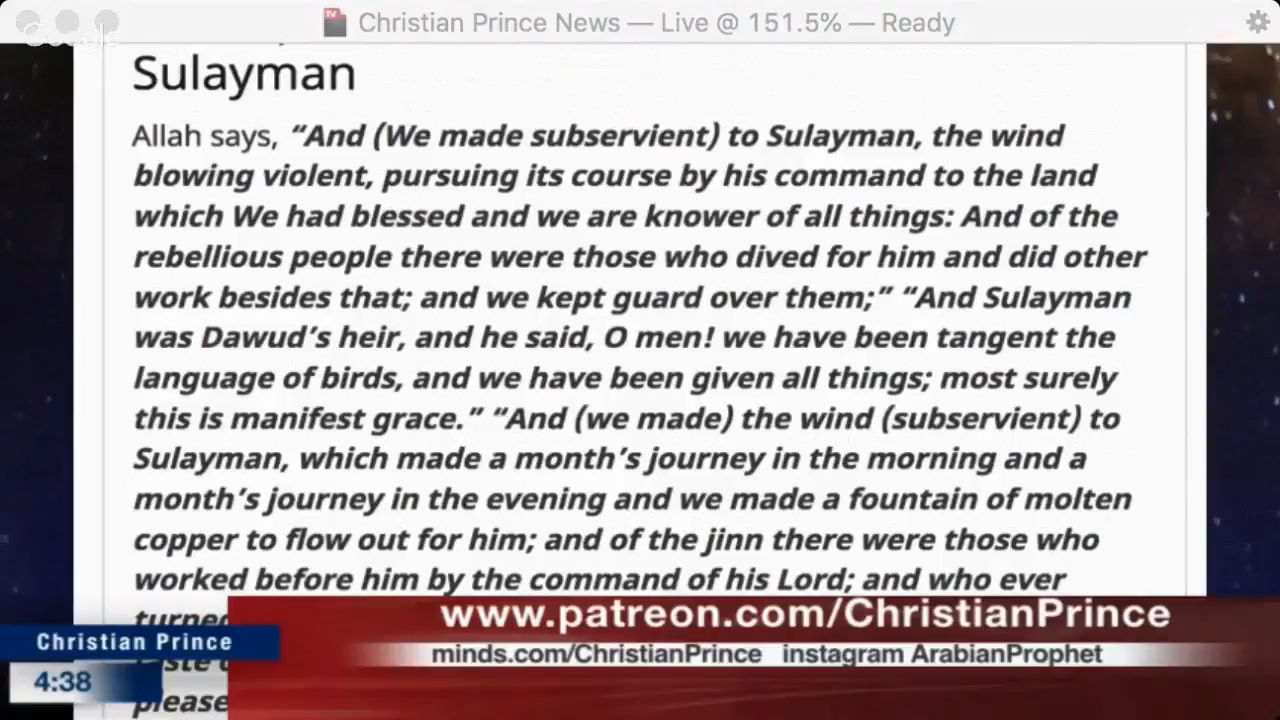 Christian Prince News — Live @ 151.5% — Ready
Sulayman
Allah says, “And (We made subservient) to Sulayman, the wind
blowing violent, pursuing its course by his command to the land
which We had blessed and we are knower of all things: And of the
rebellious people there were those who dived for him and did other
work besides that; and we kept guard over them;” “And Sulayman
was Dawud’s heir, and he said, O men! we have been tangent the
language of birds, and we have been given all things; most surely
this is manifest grace.” “And (we made) the wind (subservient) to
Sulayman, which made a month’s journey in the morning and a
month’s journey in the evening and we made a fountain of molten
copper to flow out for him; and of the jinn there were those who
worked before him by the command of his Lord; and who ever
turned
taste
please
www.patreon.com/ChristianPrince
Christian Prince
minds.com/ChristianPrince instagram ArabianProphet
4:38